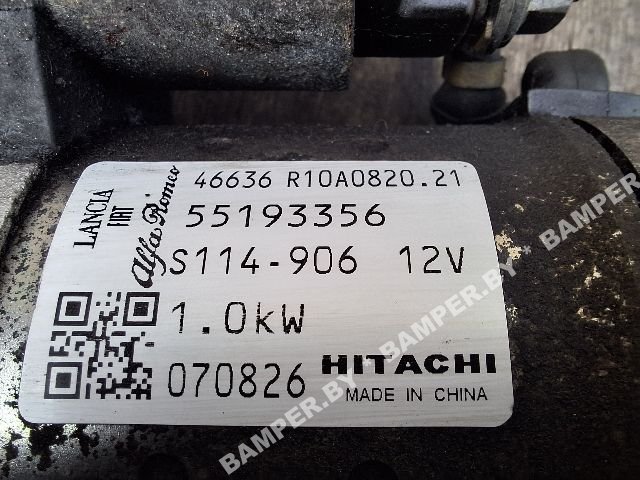 LANCIA
FIAT
Alfa Romeo
46636 R10A0820.21
55193356
S114-906 12V
1.0kW
070826 HITACHI
MADE IN CHINA
BAMPER.BY * BAMPER.BY * BAMPER.BY